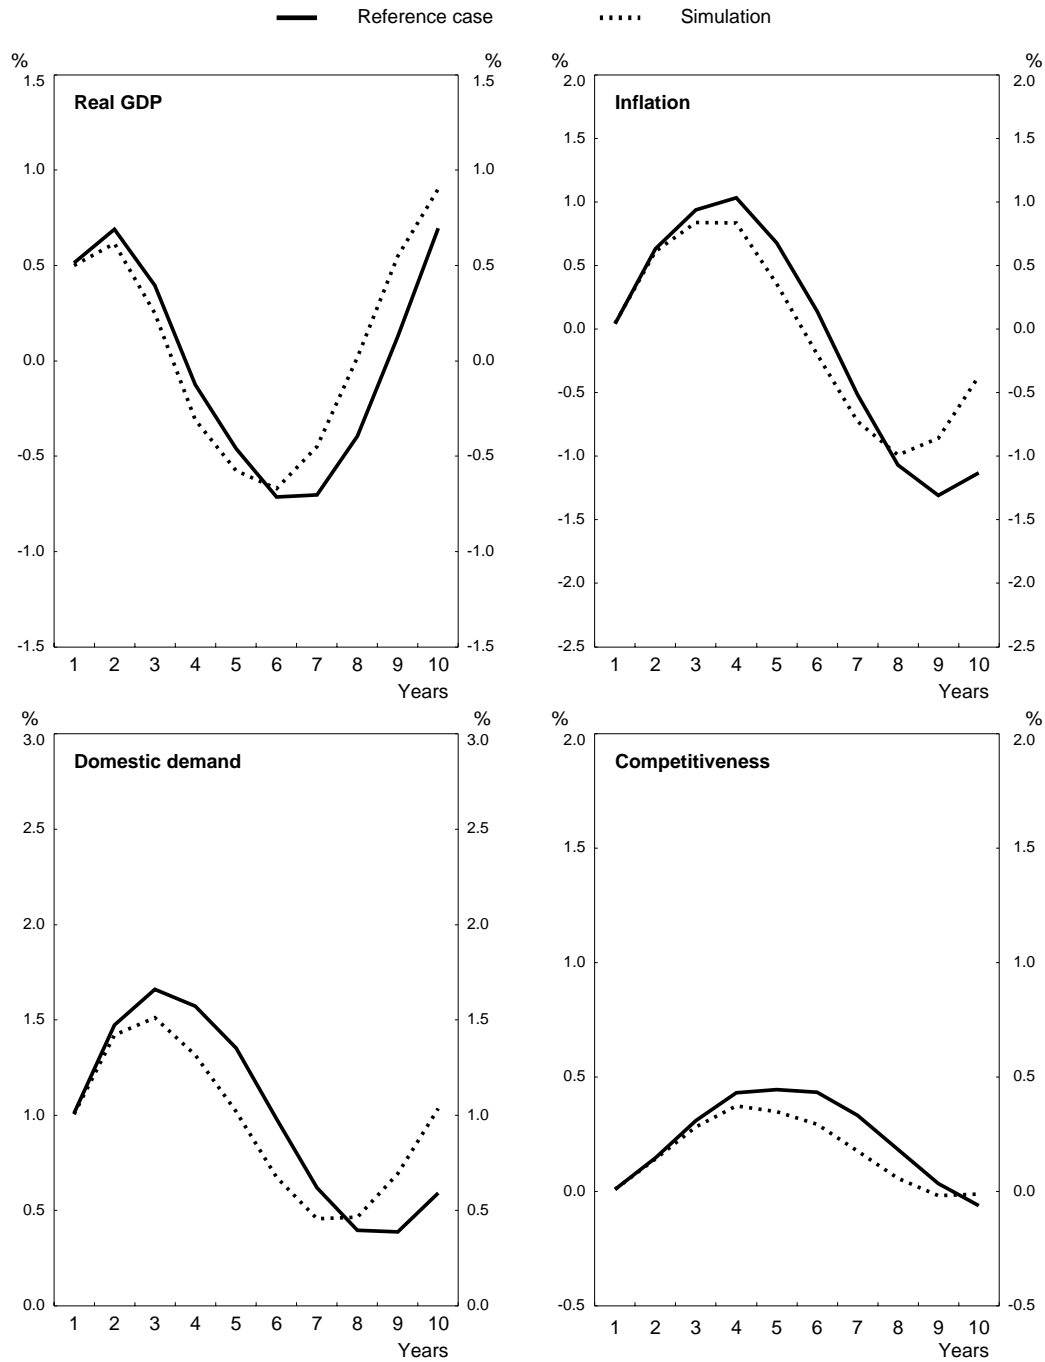 Reference case Simulation
% % % %
1.5 1.5 2.0 2.0
Real GDP Inflation
1.5 1.5
1.0 1.0
1.0 1.0
0.5 0.5 0.5 0.5
0.0 0.0
0.0 0.0
-0.5 -0.5
-0.5 -0.5 -1.0 -1.0
-1.5 -1.5
-1.0 -1.0
-2.0 -2.0
-1.5 -1.5 -2.5 -2.5
1 2 3 4 5 6 7 8 9 10 1 2 3 4 5 6 7 8 9 10
Years Years
% % % %
3.0 3.0 2.0 2.0
Domestic demand Competitiveness
2.5 2.5
1.5 1.5
2.0 2.0
1.0 1.0
1.5 1.5
0.5 0.5
1.0 1.0
0.0 0.0
0.5 0.5
0.0 0.0 -0.5 -0.5
1 2 3 4 5 6 7 8 9 10 1 2 3 4 5 6 7 8 9 10
Years Years